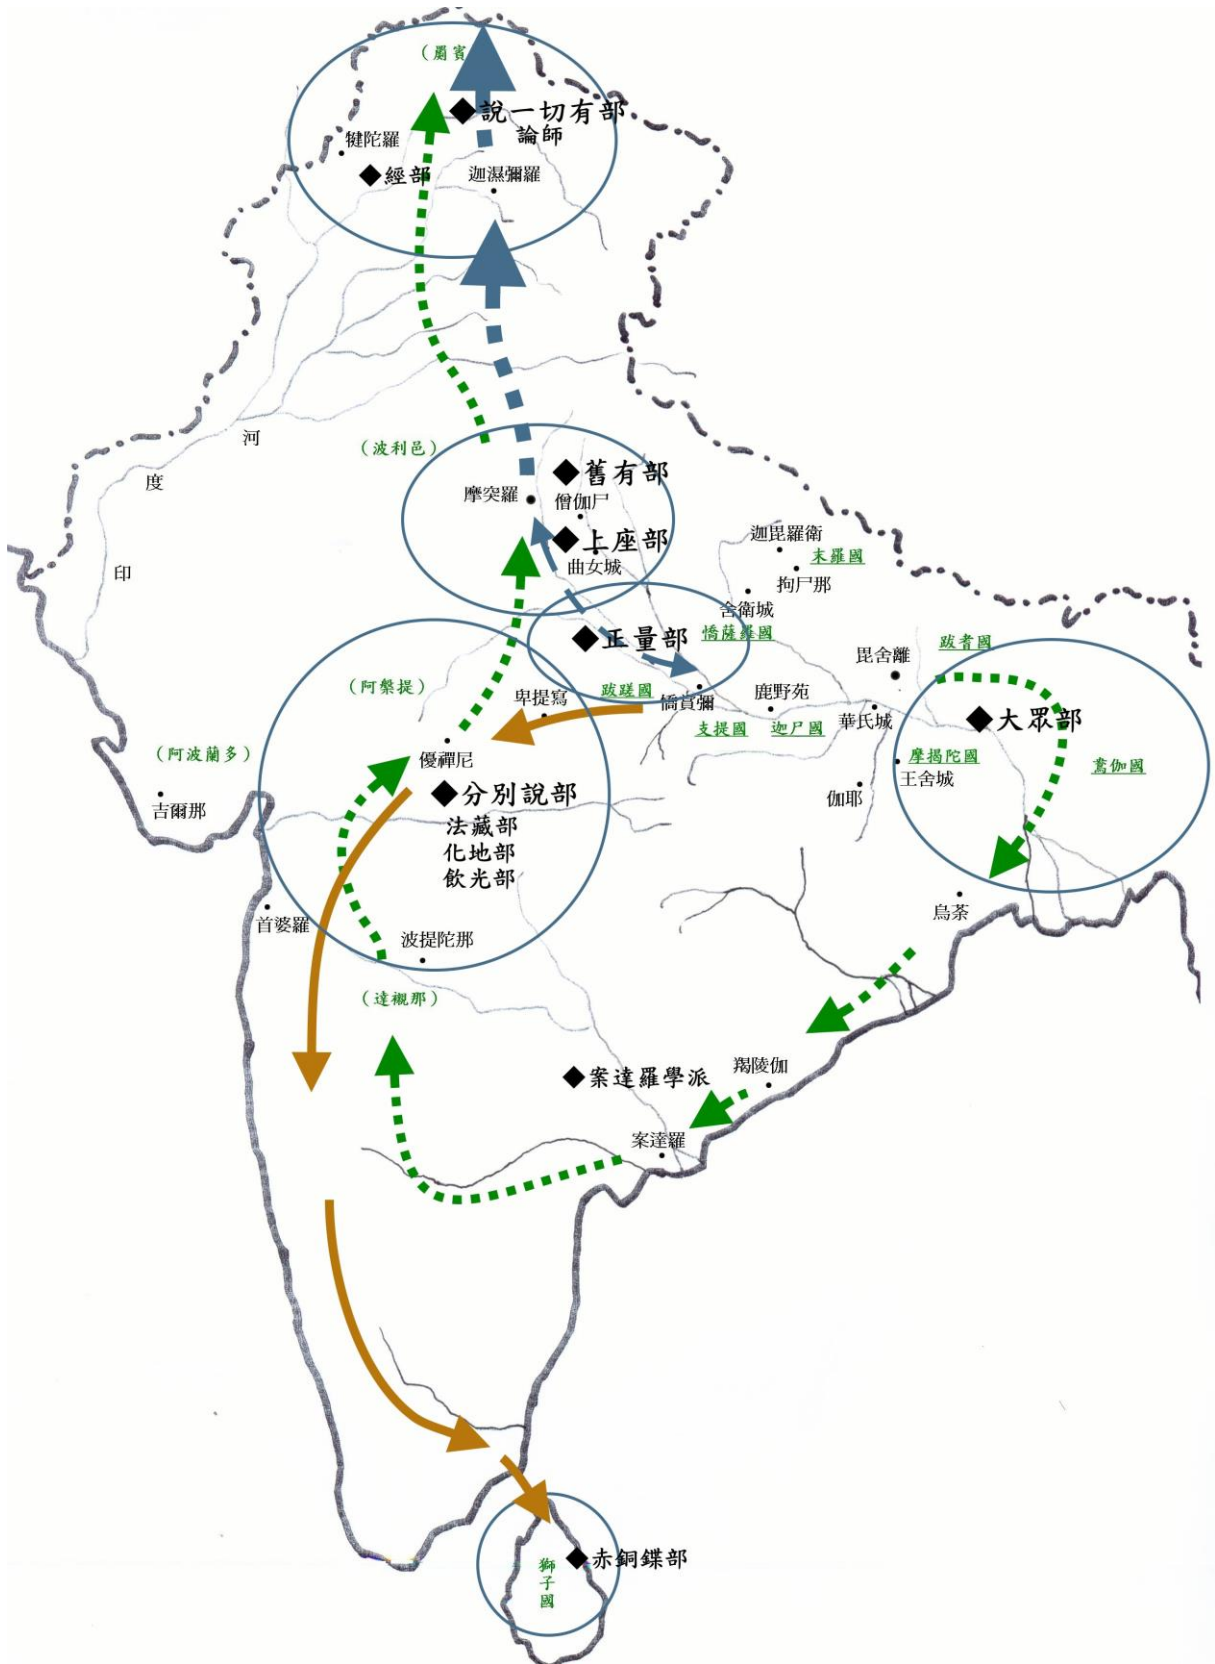 （罽賓
說一切有部
論師
犍陀羅
經部
迦濕彌羅
（波利邑）
河
度
印
舊有部
摩突羅
僧伽尸
上座部
曲女城
迦毘羅衛
末羅國
拘尸那
舍衛城
正量部
憍薩羅國
跋耆國
毘舍離
（阿槃提）
卑提寫
跋蹉國
憍賞彌
鹿野苑
支提國
迦尸國
華氏城
大眾部
（阿波蘭多）
優禪尼
摩揭陀國
王舍城
鴦伽國
吉爾那
分別說部
法藏部
化地部
飲光部
伽耶
首婆羅
波提陀那
烏荼
（達襯那）
案達羅學派
羯陵伽
案達羅
赤銅鍱部
獅子國